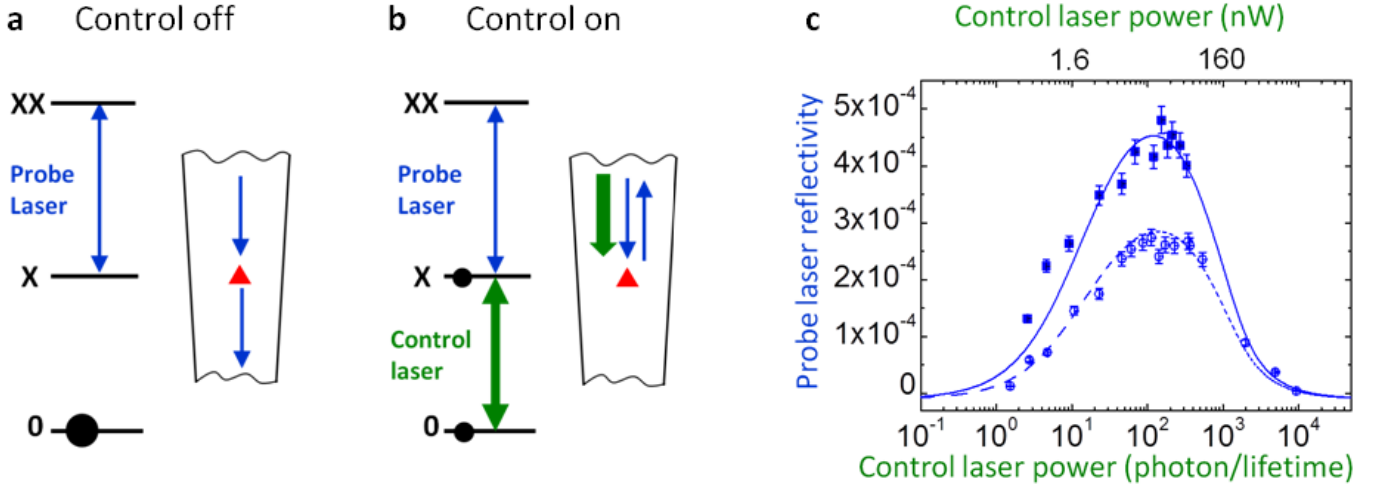 a Control off
XX
Probe
Laser
X
0
b Control on
XX
Probe
Laser
X
Control
laser
0
c
Control laser power (nW)
1.6 160
Probe laser reflectivity
5x10⁻⁴
4x10⁻⁴
3x10⁻⁴
2x10⁻⁴
1x10⁻⁴
0
10⁻¹ 10⁰ 10¹ 10² 10³ 10⁴
Control laser power (photon/lifetime)